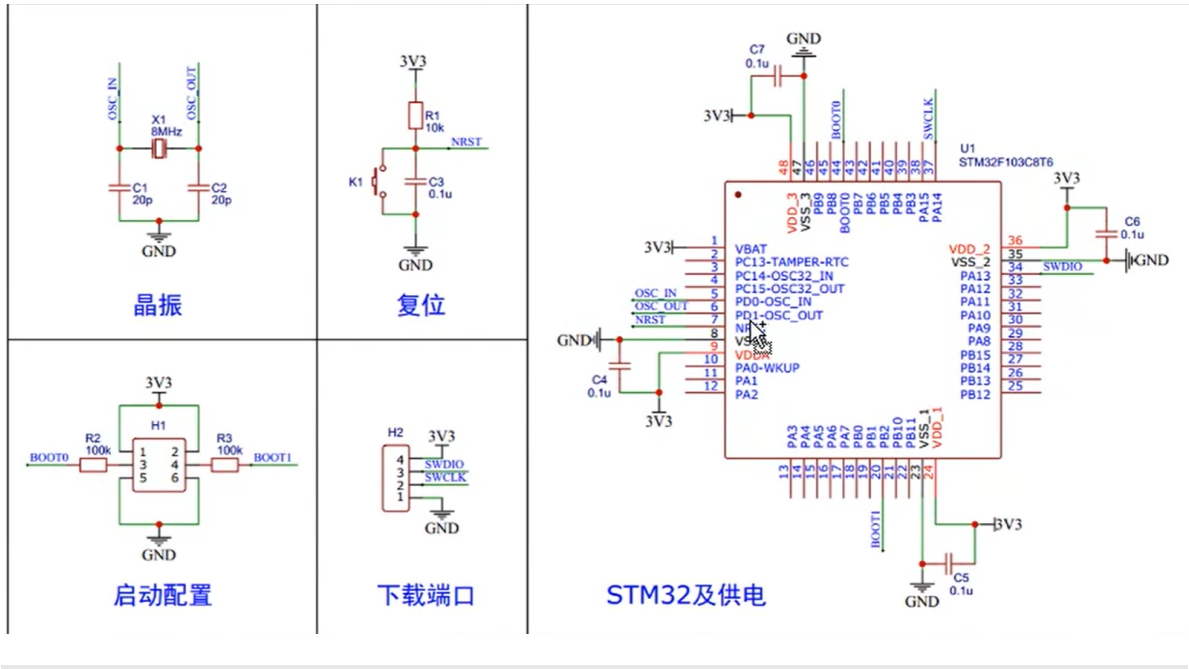 OSC_IN
OSC_OUT
X1
8MHz
C1
20p
C2
20p
GND
晶振
3V3
R1
10k
NRST
K1
C3
0.1u
GND
复位
3V3
H1
R2
100k
R3
100k
BOOT0
BOOT1
1 2
3 4
5 6
GND
启动配置
H2
3V3
4
3 SWDIO
2 SWCLK
1
GND
下载端口
C7
0.1u
GND
3V3
BOOT0
SWCLK
U1
STM32F103C8T6
48 VDD_3
47 VSS_3
46 PB9
45 PB8
44 BOOT0
43 PB7
42 PB6
41 PB5
40 PB4
39 PB3
38 PA15
37 PA14
3V3
1 VBAT
2 PC13-TAMPER-RTC
3 PC14-OSC32_IN
4 PC15-OSC32_OUT
OSC_IN 5 PD0-OSC_IN
OSC_OUT 6 PD1-OSC_OUT
NRST 7
GND 8
9 VDDA
10 PA0-WKUP
11 PA1
12 PA2
C4
0.1u
3V3
3V3
C6
0.1u
GND
VDD_2 36
VSS_2 35
PA13 34 SWDIO
PA12 33
PA11 32
PA10 31
PA9 30
PA8 29
PB15 28
PB14 27
PB13 26
PB12 25
PA3 13
PA4 14
PA5 15
PA6 16
PA7 17
PB0 18
PB1 19
PB2 20
PB10 21
PB11 22
VSS_1 23
VDD_1 24
BOOT1
3V3
C5
0.1u
GND
STM32及供电